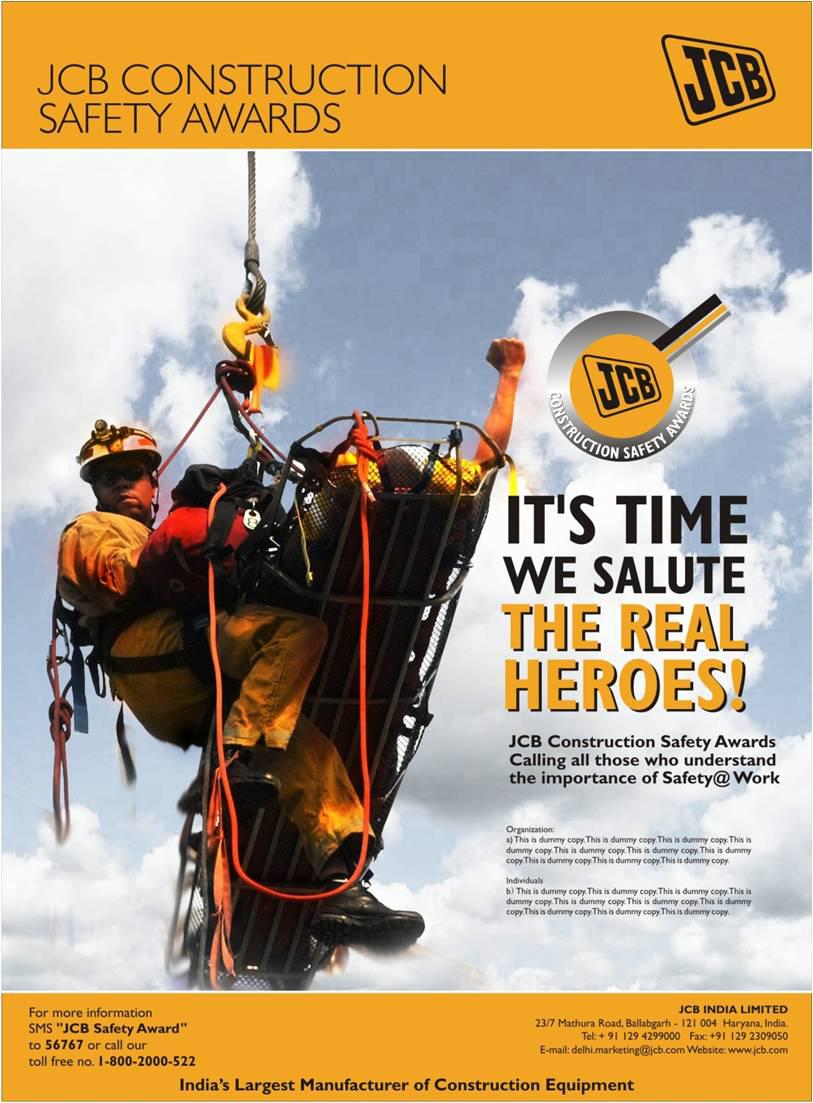 JCB CONSTRUCTION
SAFETY AWARDS
JCB
JCB
CONSTRUCTION SAFETY AWARDS
IT'S TIME
WE SALUTE
THE REAL
HEROES!
JCB Construction Safety Awards
Calling all those who understand
the importance of Safety@ Work
Organization:
a) This is dummy copy. This is dummy copy. This is dummy copy. This is
dummy copy. This is dummy copy. This is dummy copy. This is dummy
copy. This is dummy copy. This is dummy copy. This is dummy copy.
Individuals
b) This is dummy copy. This is dummy copy. This is dummy copy. This is
dummy copy. This is dummy copy. This is dummy copy. This is dummy
copy. This is dummy copy. This is dummy copy. This is dummy copy.
For more information
SMS "JCB Safety Award"
to 56767 or call our
toll free no. 1-800-2000-522
JCB INDIA LIMITED
23/7 Mathura Road, Ballabgarh - 121 004 Haryana, India.
Tel: + 91 129 4299000 Fax: +91 129 2309050
E-mail: delhi.marketing@jcb.com Website: www.jcb.com
India's Largest Manufacturer of Construction Equipment